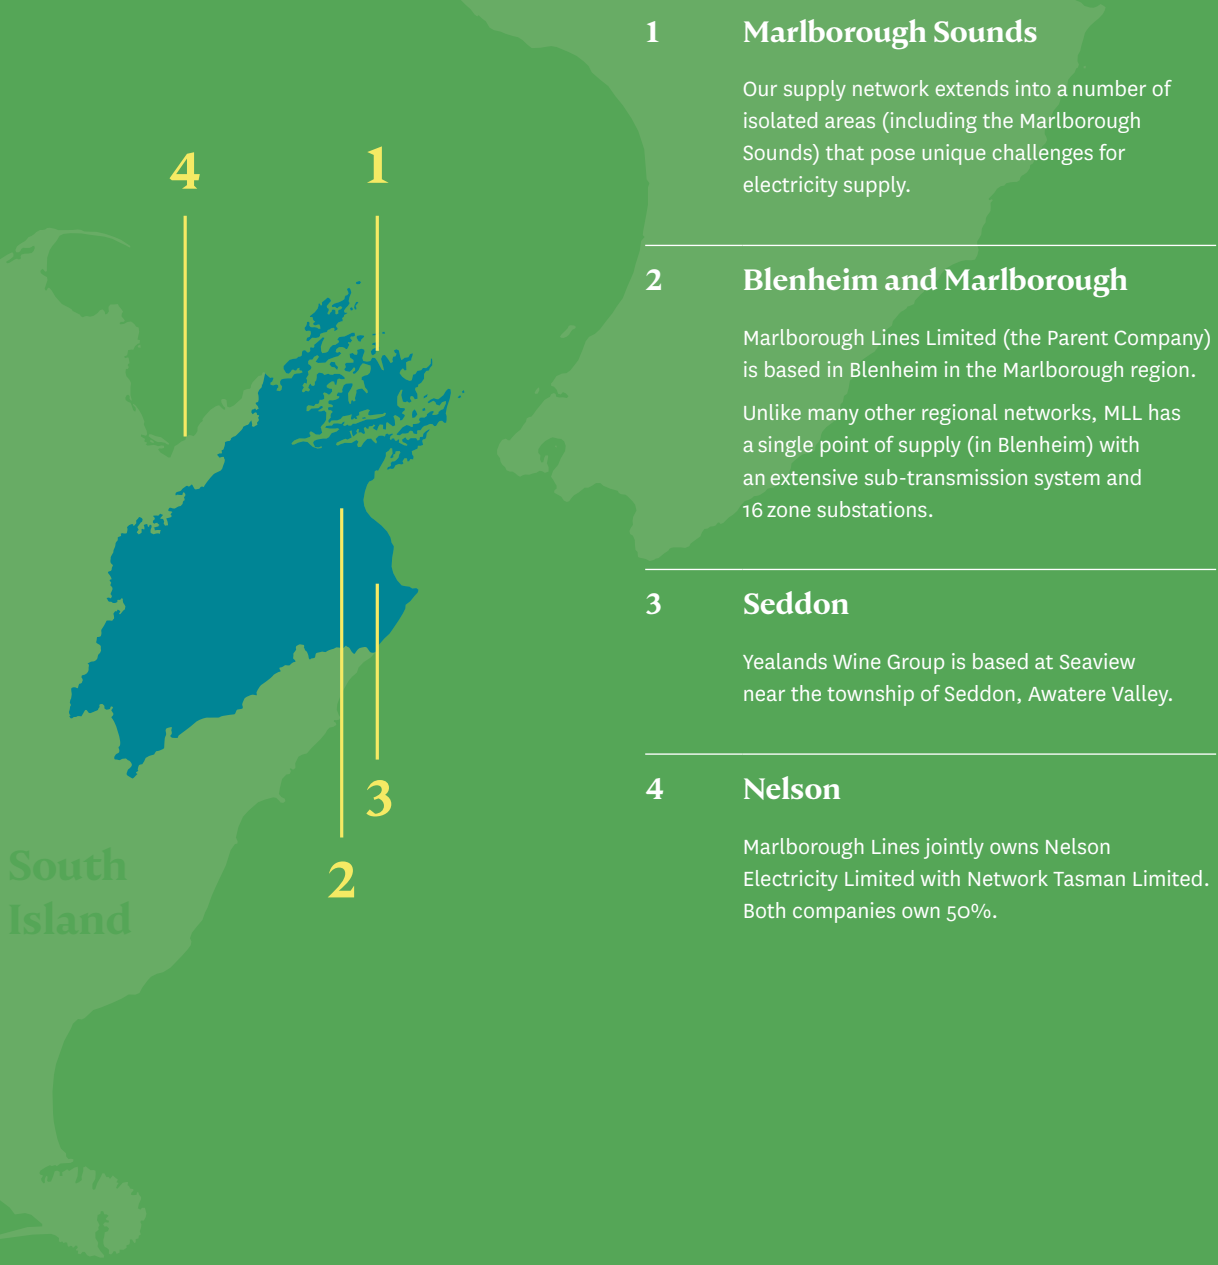 4
1
3
2
South
Island
1 Marlborough Sounds
Our supply network extends into a number of
isolated areas (including the Marlborough
Sounds) that pose unique challenges for
electricity supply.
2 Blenheim and Marlborough
Marlborough Lines Limited (the Parent Company)
is based in Blenheim in the Marlborough region.
Unlike many other regional networks, MLL has
a single point of supply (in Blenheim) with
an extensive sub-transmission system and
16 zone substations.
3 Seddon
Yealands Wine Group is based at Seaview
near the township of Seddon, Awatere Valley.
4 Nelson
Marlborough Lines jointly owns Nelson
Electricity Limited with Network Tasman Limited.
Both companies own 50%.